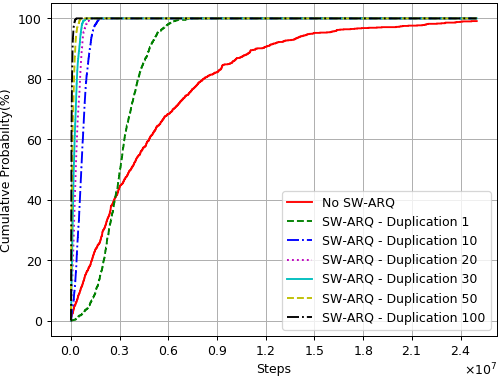 Cumulative Probability(%)
100
80
60
40
20
0
No SW-ARQ
SW-ARQ - Duplication 1
SW-ARQ - Duplication 10
SW-ARQ - Duplication 20
SW-ARQ - Duplication 30
SW-ARQ - Duplication 50
SW-ARQ - Duplication 100
0.0 0.3 0.6 0.9 1.2 1.5 1.8 2.1 2.4
Steps
×10⁷